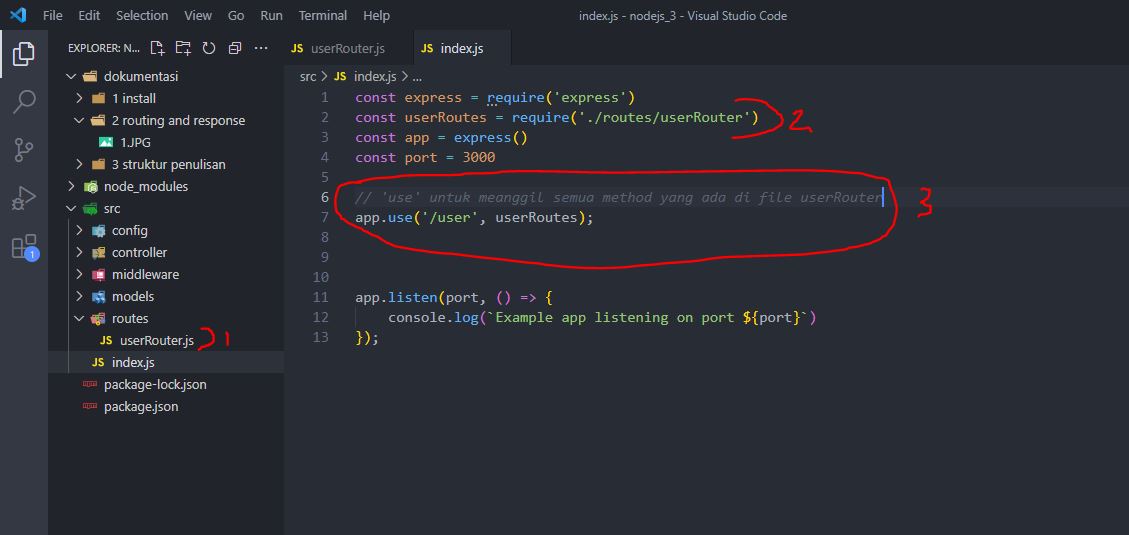 File Edit Selection View Go Run Terminal Help
index.js - nodejs_3 - Visual Studio Code
EXPLORER: N...
dokumentasi
1 install
2 routing and response
1.JPG
3 struktur penulisan
node_modules
src
config
controller
middleware
models
routes
JS userRouter.js
1
JS index.js
package-lock.json
package.json
1
JS userRouter.js
JS index.js
src > JS index.js > ...
1 const express = require('express')
2 const userRoutes = require('./routes/userRouter')
3 const app = express()
4 const port = 3000
5
6 // 'use' untuk meanggil semua method yang ada di file userRouter
7 app.use('/user', userRoutes);
8
9
10
11 app.listen(port, () => {
12 console.log(`Example app listening on port ${port}`)
13 });
2
3